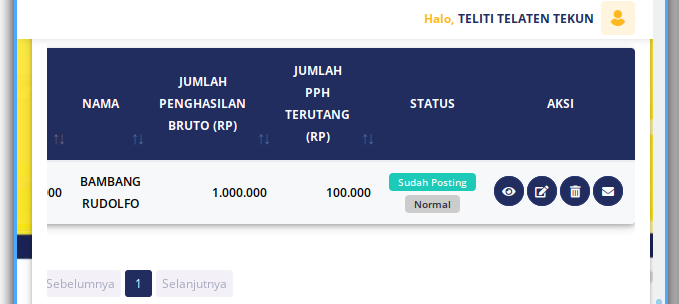 Halo, TELITI TELATEN TEKUN
NAMA
JUMLAH
PENGHASILAN
BRUTO (RP)
JUMLAH
PPH
TERUTANG
(RP)
STATUS
AKSI
BAMBANG
RUDOLFO
1.000.000
100.000
Sudah Posting
Normal
Sebelumnya 1 Selanjutnya